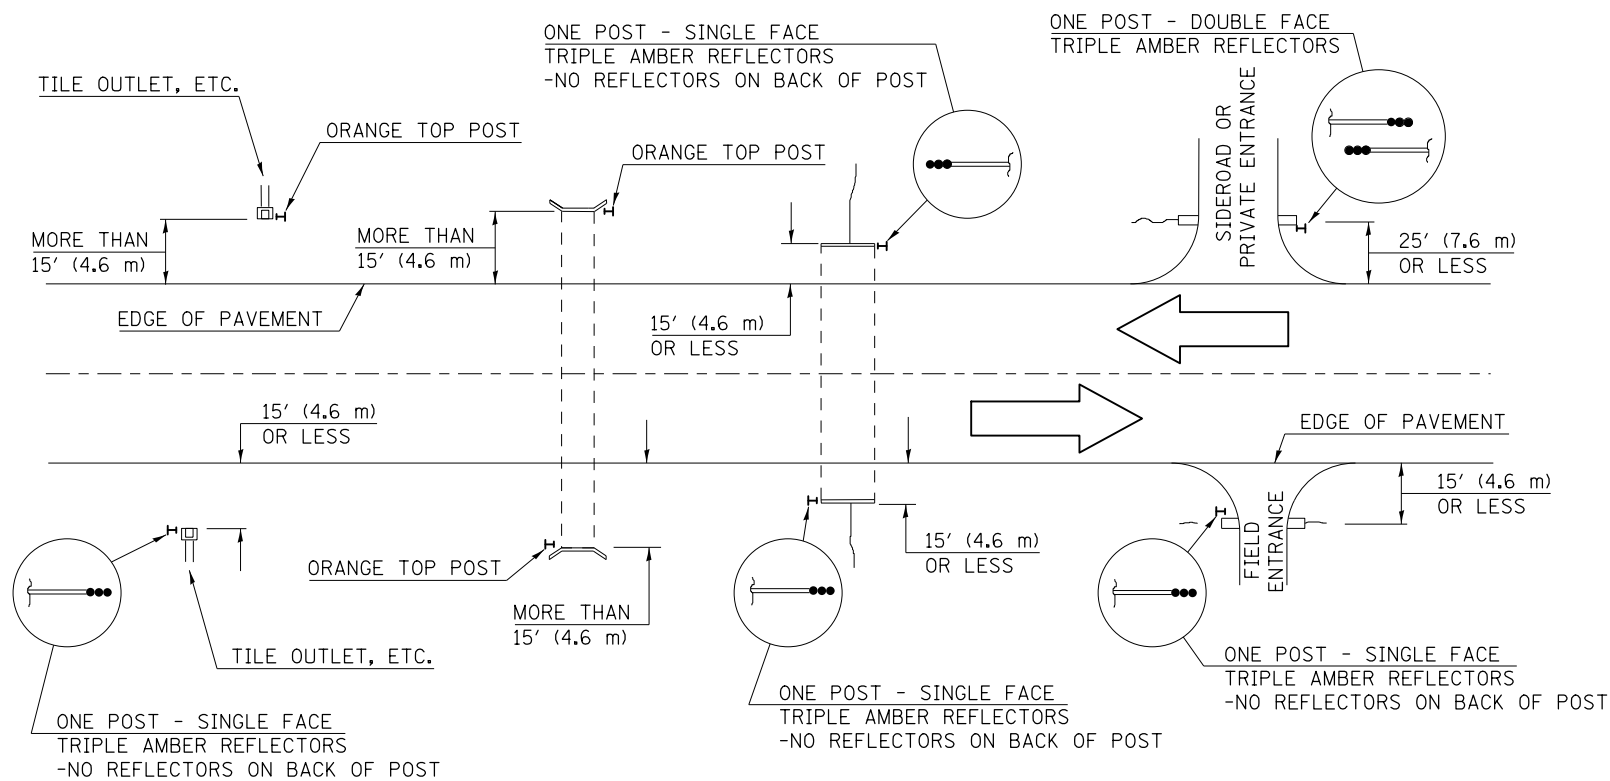 ONE POST - SINGLE FACE
TRIPLE AMBER REFLECTORS
-NO REFLECTORS ON BACK OF POST
ONE POST - DOUBLE FACE
TRIPLE AMBER REFLECTORS
TILE OUTLET, ETC.
ORANGE TOP POST
ORANGE TOP POST
SIDEROAD OR
PRIVATE ENTRANCE
MORE THAN
15' (4.6 m)
MORE THAN
15' (4.6 m)
25' (7.6 m)
OR LESS
EDGE OF PAVEMENT
15' (4.6 m)
OR LESS
15' (4.6 m)
OR LESS
EDGE OF PAVEMENT
15' (4.6 m)
OR LESS
FIELD
ENTRANCE
15' (4.6 m)
OR LESS
ORANGE TOP POST
MORE THAN
15' (4.6 m)
TILE OUTLET, ETC.
ONE POST - SINGLE FACE
TRIPLE AMBER REFLECTORS
-NO REFLECTORS ON BACK OF POST
ONE POST - SINGLE FACE
TRIPLE AMBER REFLECTORS
-NO REFLECTORS ON BACK OF POST
ONE POST - SINGLE FACE
TRIPLE AMBER REFLECTORS
-NO REFLECTORS ON BACK OF POST